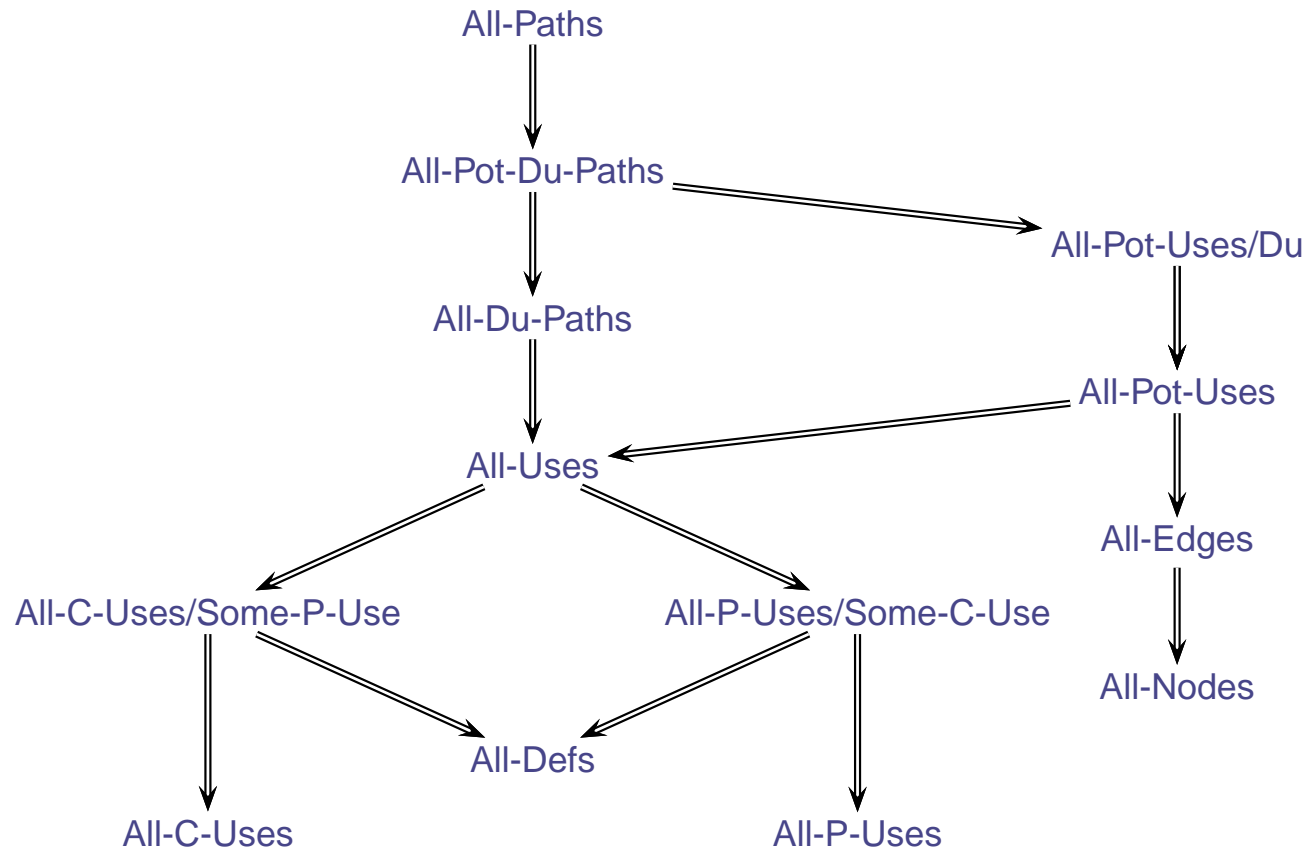 All-Paths
All-Pot-Du-Paths
All-Pot-Uses/Du
All-Du-Paths
All-Pot-Uses
All-Uses
All-Edges
All-C-Uses/Some-P-Use
All-P-Uses/Some-C-Use
All-Nodes
All-Defs
All-C-Uses
All-P-Uses